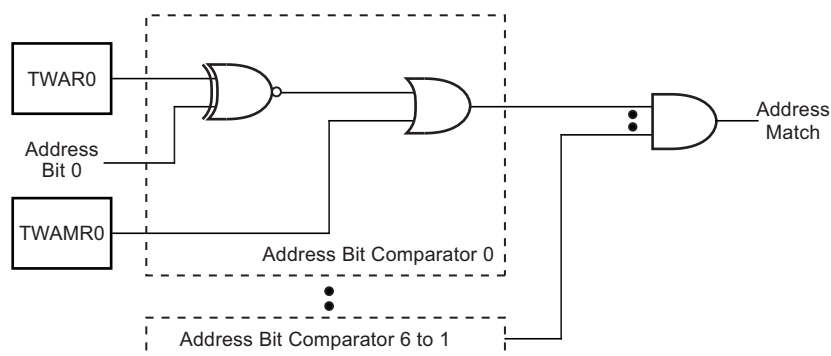 TWAR0
Address
Bit 0
TWAMR0
Address Bit Comparator 0
Address Bit Comparator 6 to 1
Address
Match